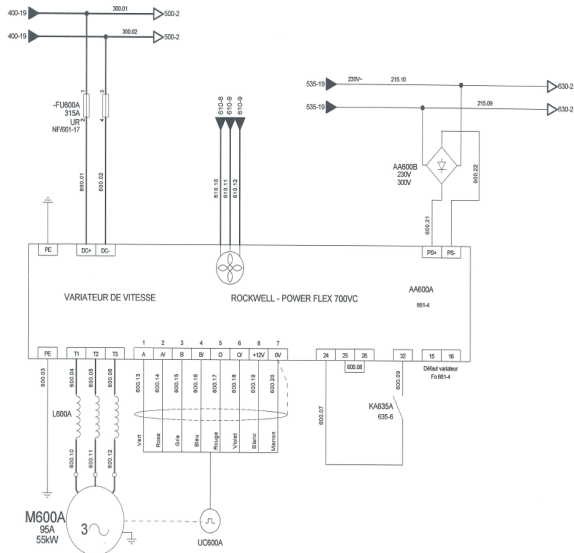 400-19 300.01 500-2
400-19 300.02 500-2
535-19 230V~ 215.10 630-2
535-19 215.09 630-2
610-8 610-9 610-9
-FU600A
315A
UR
NF/661-17
1 3
2 4
AA600B
230V
300V
600.01 600.02
610.10 610.11 610.12
600.21 600.22
PE DC+ DC- PS+ PS-
VARIATEUR DE VITESSE ROCKWELL - POWER FLEX 700VC
AA600A
661-4
1 2 3 4 5 6 8 7
PE T1 T2 T3 A A/ B B/ O O/ +12V 0V 24 25 26 32 15 16
600.08
Défaut variateur
Fo 661-4
600.03 600.04 600.05 600.06 600.13 600.14 600.15 600.16 600.17 600.18 600.19 600.20 600.07 600.09
L600A
KA635A
635-6
Vert Rose Gris Bleu Rouge Violet Blanc Marron
600.10 600.11 600.12
M600A
95A
55kW
3
UC600A